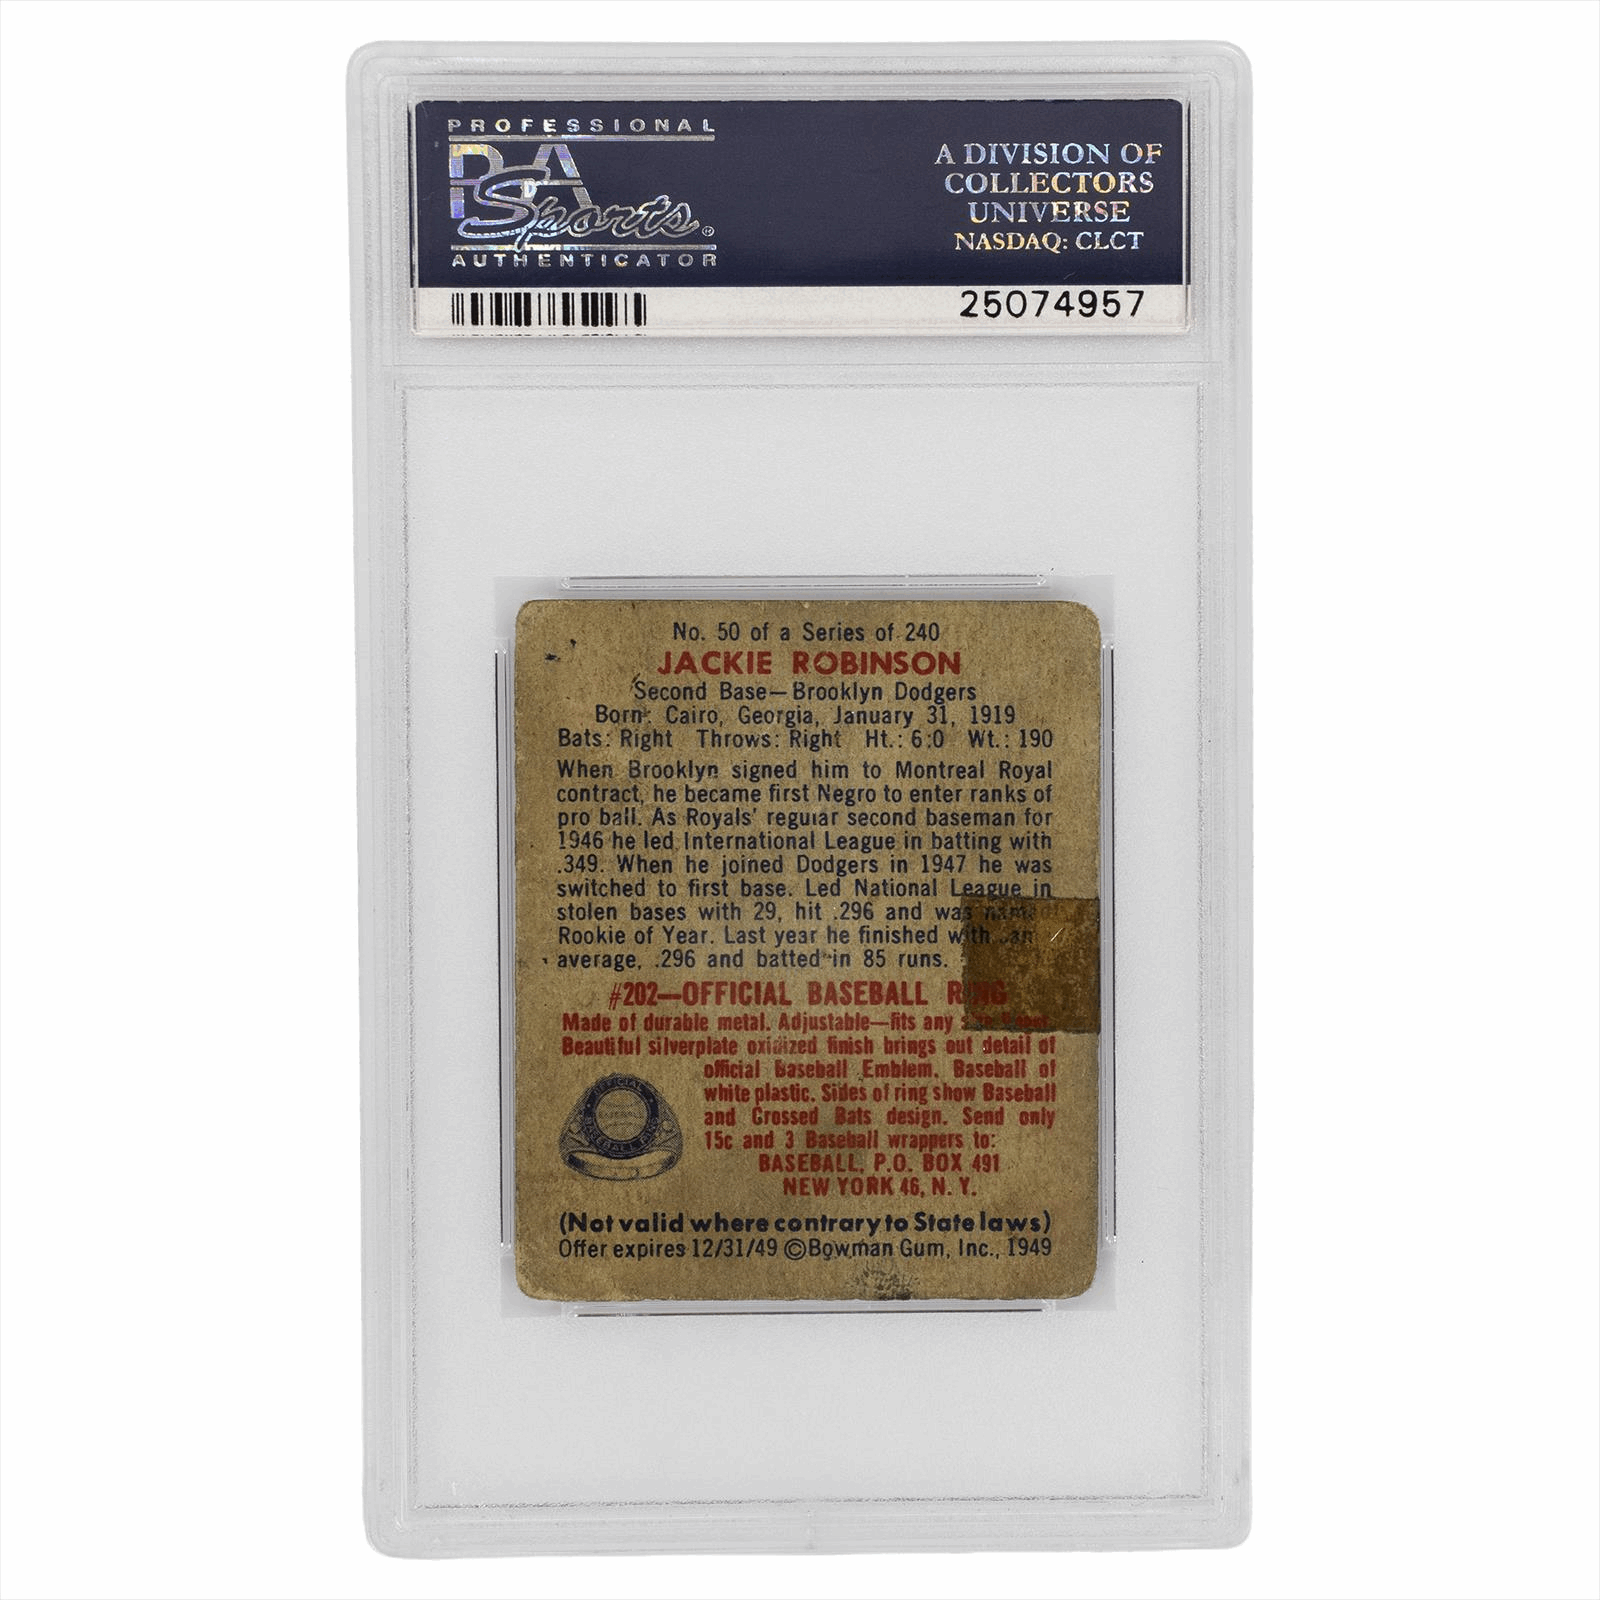 PROFESSIONAL
PSA
Sports®
AUTHENTICATOR
A DIVISION OF
COLLECTORS
UNIVERSE
NASDAQ: CLCT
25074957
No. 50 of a Series of 240
JACKIE ROBINSON
Second Base—Brooklyn Dodgers
Born: Cairo, Georgia, January 31, 1919
Bats: Right Throws: Right Ht.: 6:0 Wt.: 190
When Brooklyn signed him to Montreal Royal
contract, he became first Negro to enter ranks of
pro ball. As Royals' regular second baseman for
1946 he led International League in batting with
.349. When he joined Dodgers in 1947 he was
switched to first base. Led National League in
stolen bases with 29, hit .296 and was named
Rookie of Year. Last year he finished with
average, .296 and batted in 85 runs.
#202—OFFICIAL BASEBALL RING
Made of durable metal. Adjustable—fits any
Beautiful silverplate oxidized finish brings out detail of
official Baseball Emblem. Baseball of
white plastic. Sides of ring show Baseball
and Crossed Bats design. Send only
15c and 3 Baseball wrappers to:
BASEBALL, P.O. BOX 491
NEW YORK 46, N. Y.
OFFICIAL
BASEBALL RING
(Not valid where contrary to State laws)
Offer expires 12/31/49 ©Bowman Gum, Inc., 1949